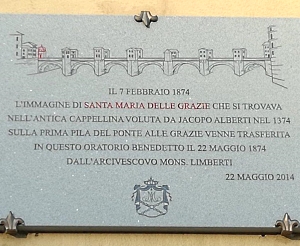 IL 7 FEBBRAIO 1874
L'IMMAGINE DI SANTA MARIA DELLE GRAZIE CHE SI TROVAVA
NELL'ANTICA CAPPELLINA VOLUTA DA JACOPO ALBERTI NEL 1374
SULLA PRIMA PILA DEL PONTE ALLE GRAZIE VENNE TRASFERITA
IN QUESTO ORATORIO BENEDETTO IL 22 MAGGIO 1874
DALL'ARCIVESCOVO MONS. LIMBERTI
22 MAGGIO 2014